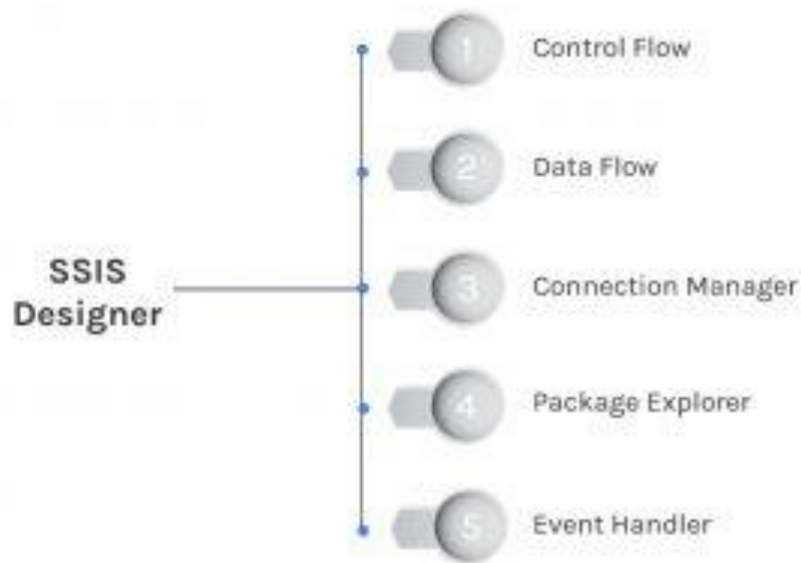 SSIS
Designer
1 Control Flow
2 Data Flow
3 Connection Manager
4 Package Explorer
5 Event Handler